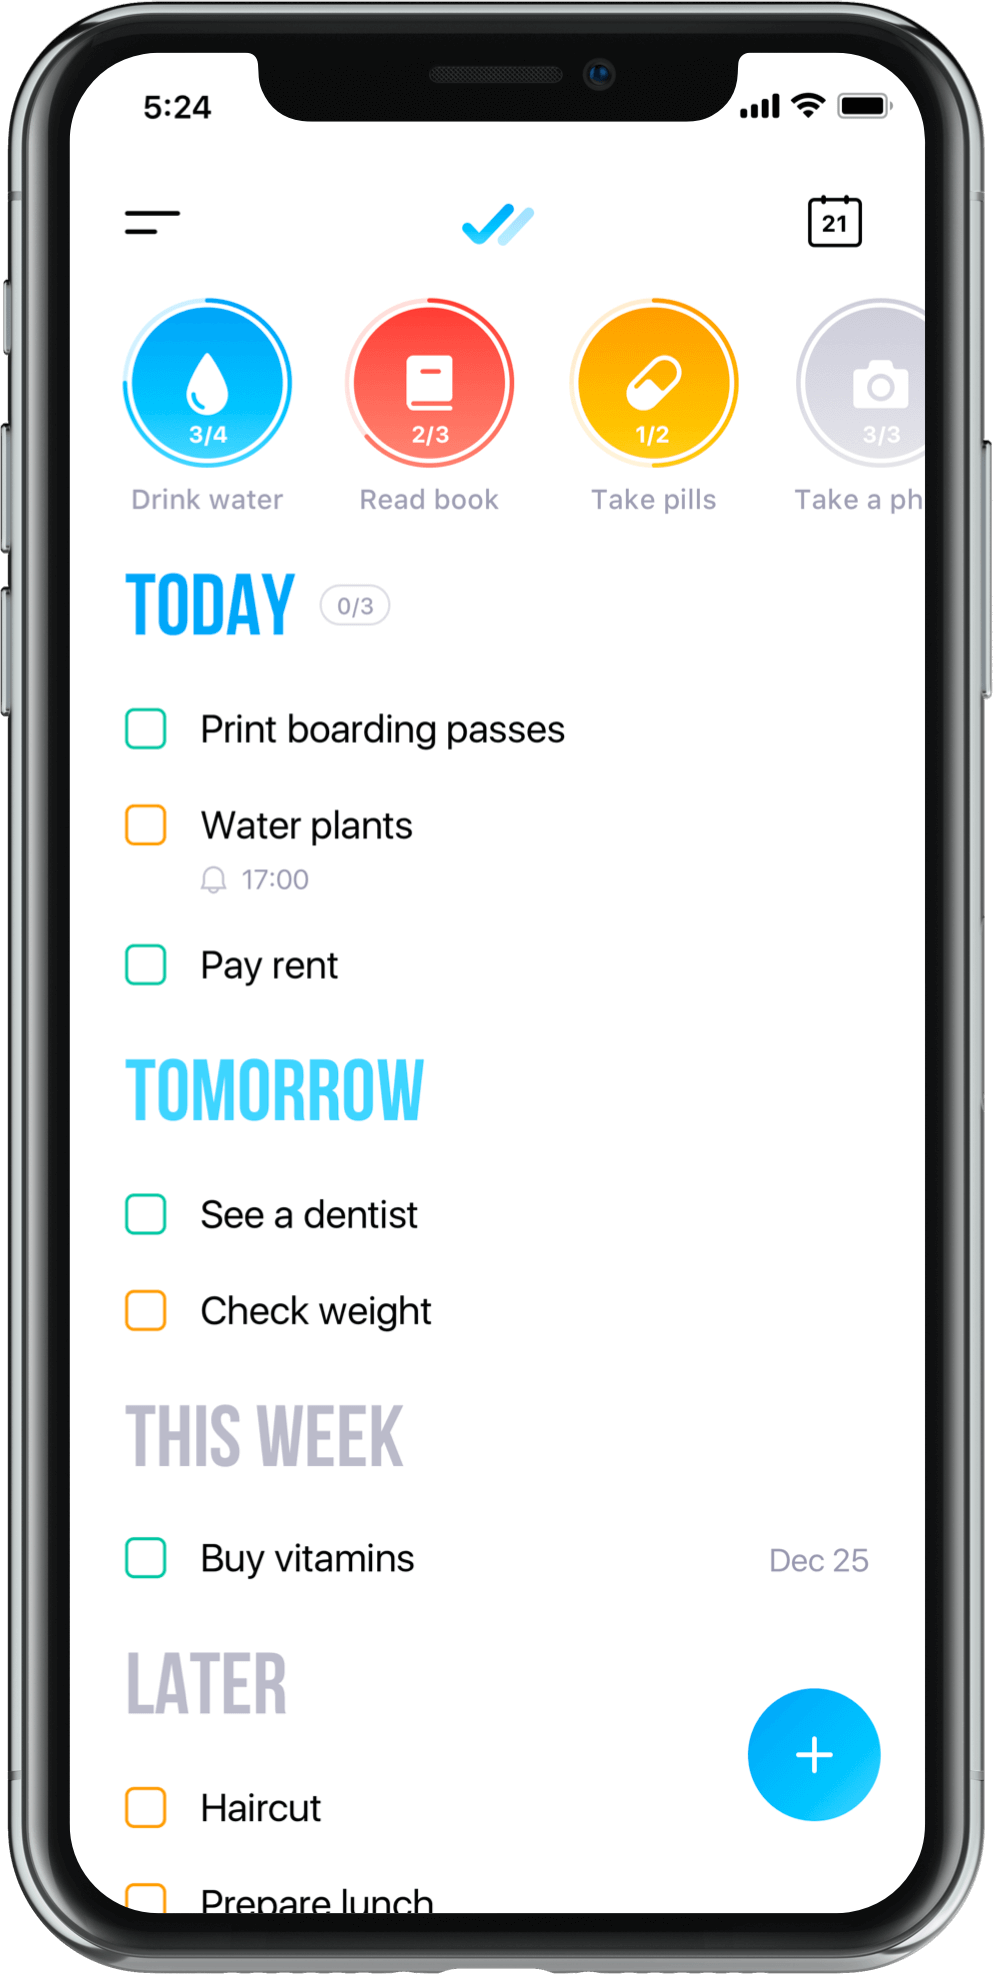 5:24
21
3/4
2/3
1/2
3/3
Drink water
Read book
Take pills
Take a ph
TODAY
0/3
Print boarding passes
Water plants
17:00
Pay rent
TOMORROW
See a dentist
Check weight
THIS WEEK
Buy vitamins
Dec 25
LATER
Haircut
Prepare lunch